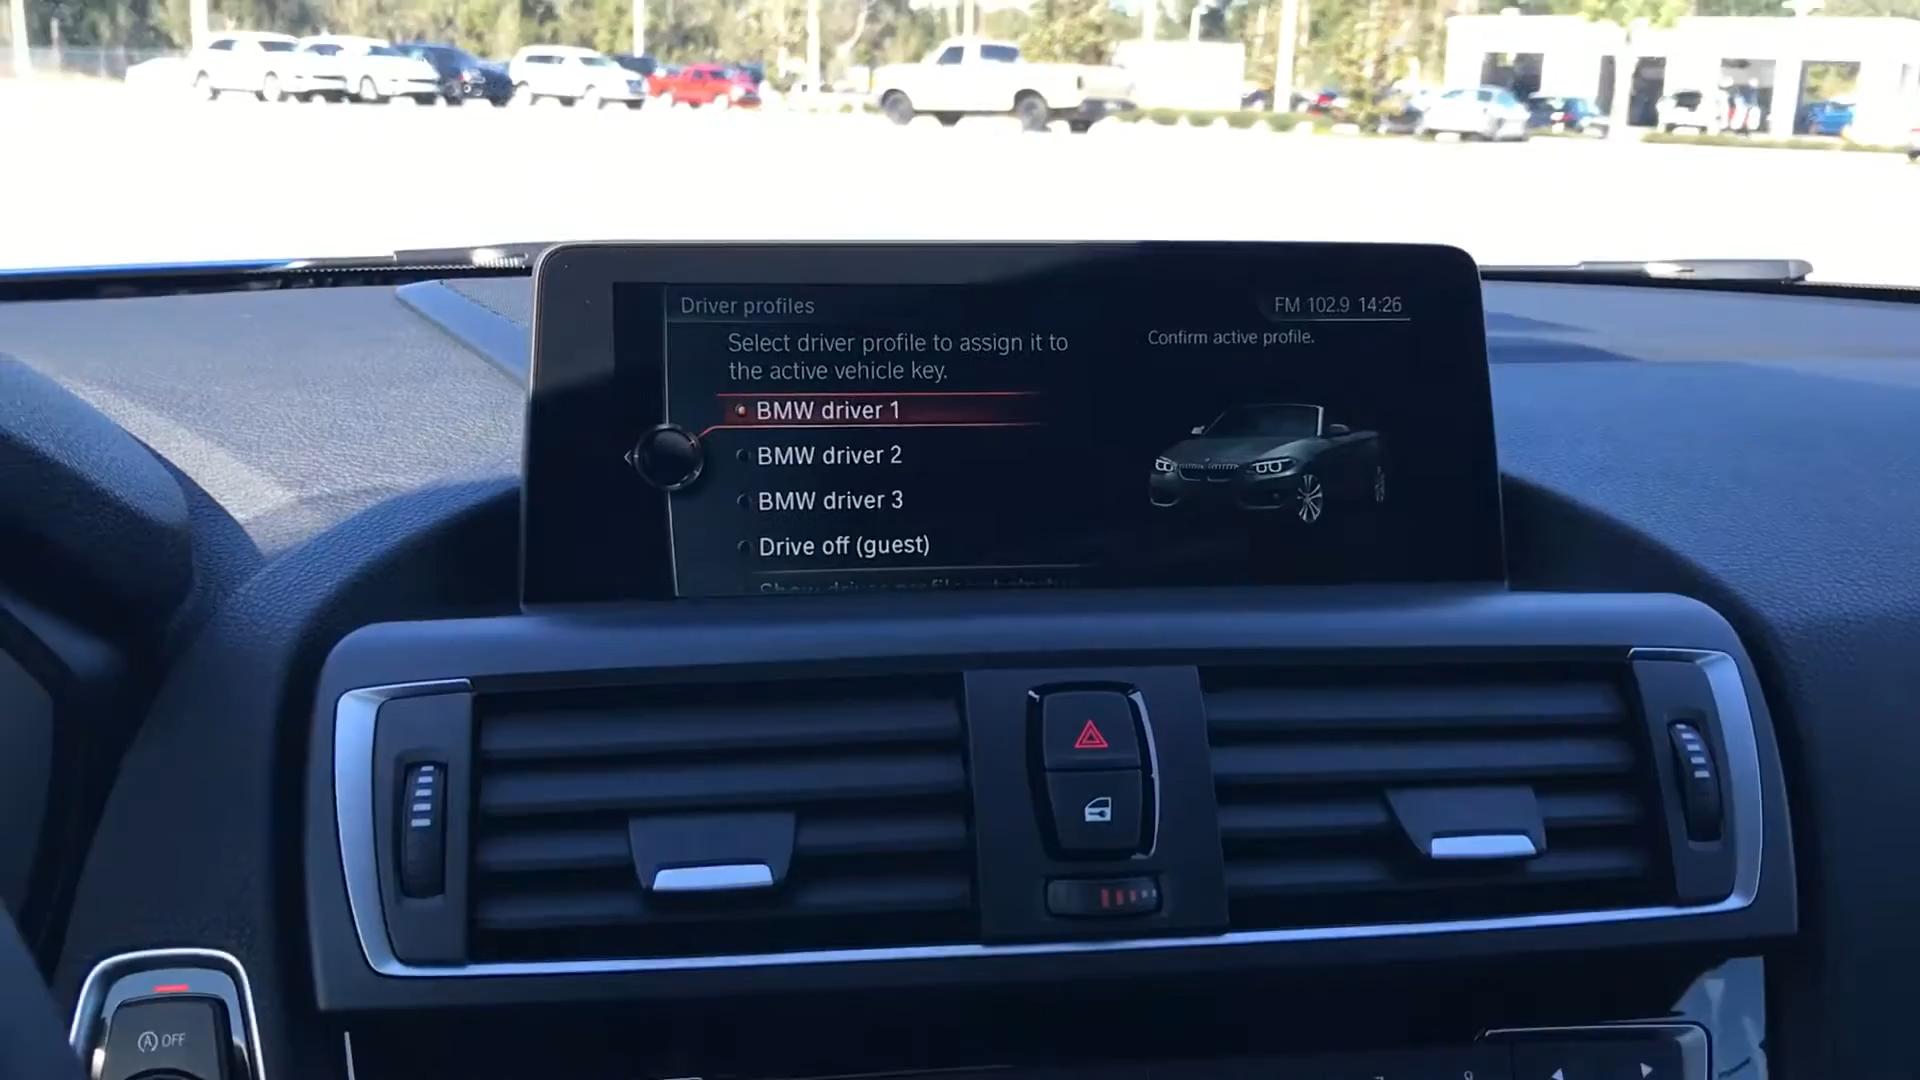 Driver profiles
FM 102.9 14:26
Select driver profile to assign it to
the active vehicle key.
Confirm active profile.
BMW driver 1
BMW driver 2
BMW driver 3
Drive off (guest)
A OFF